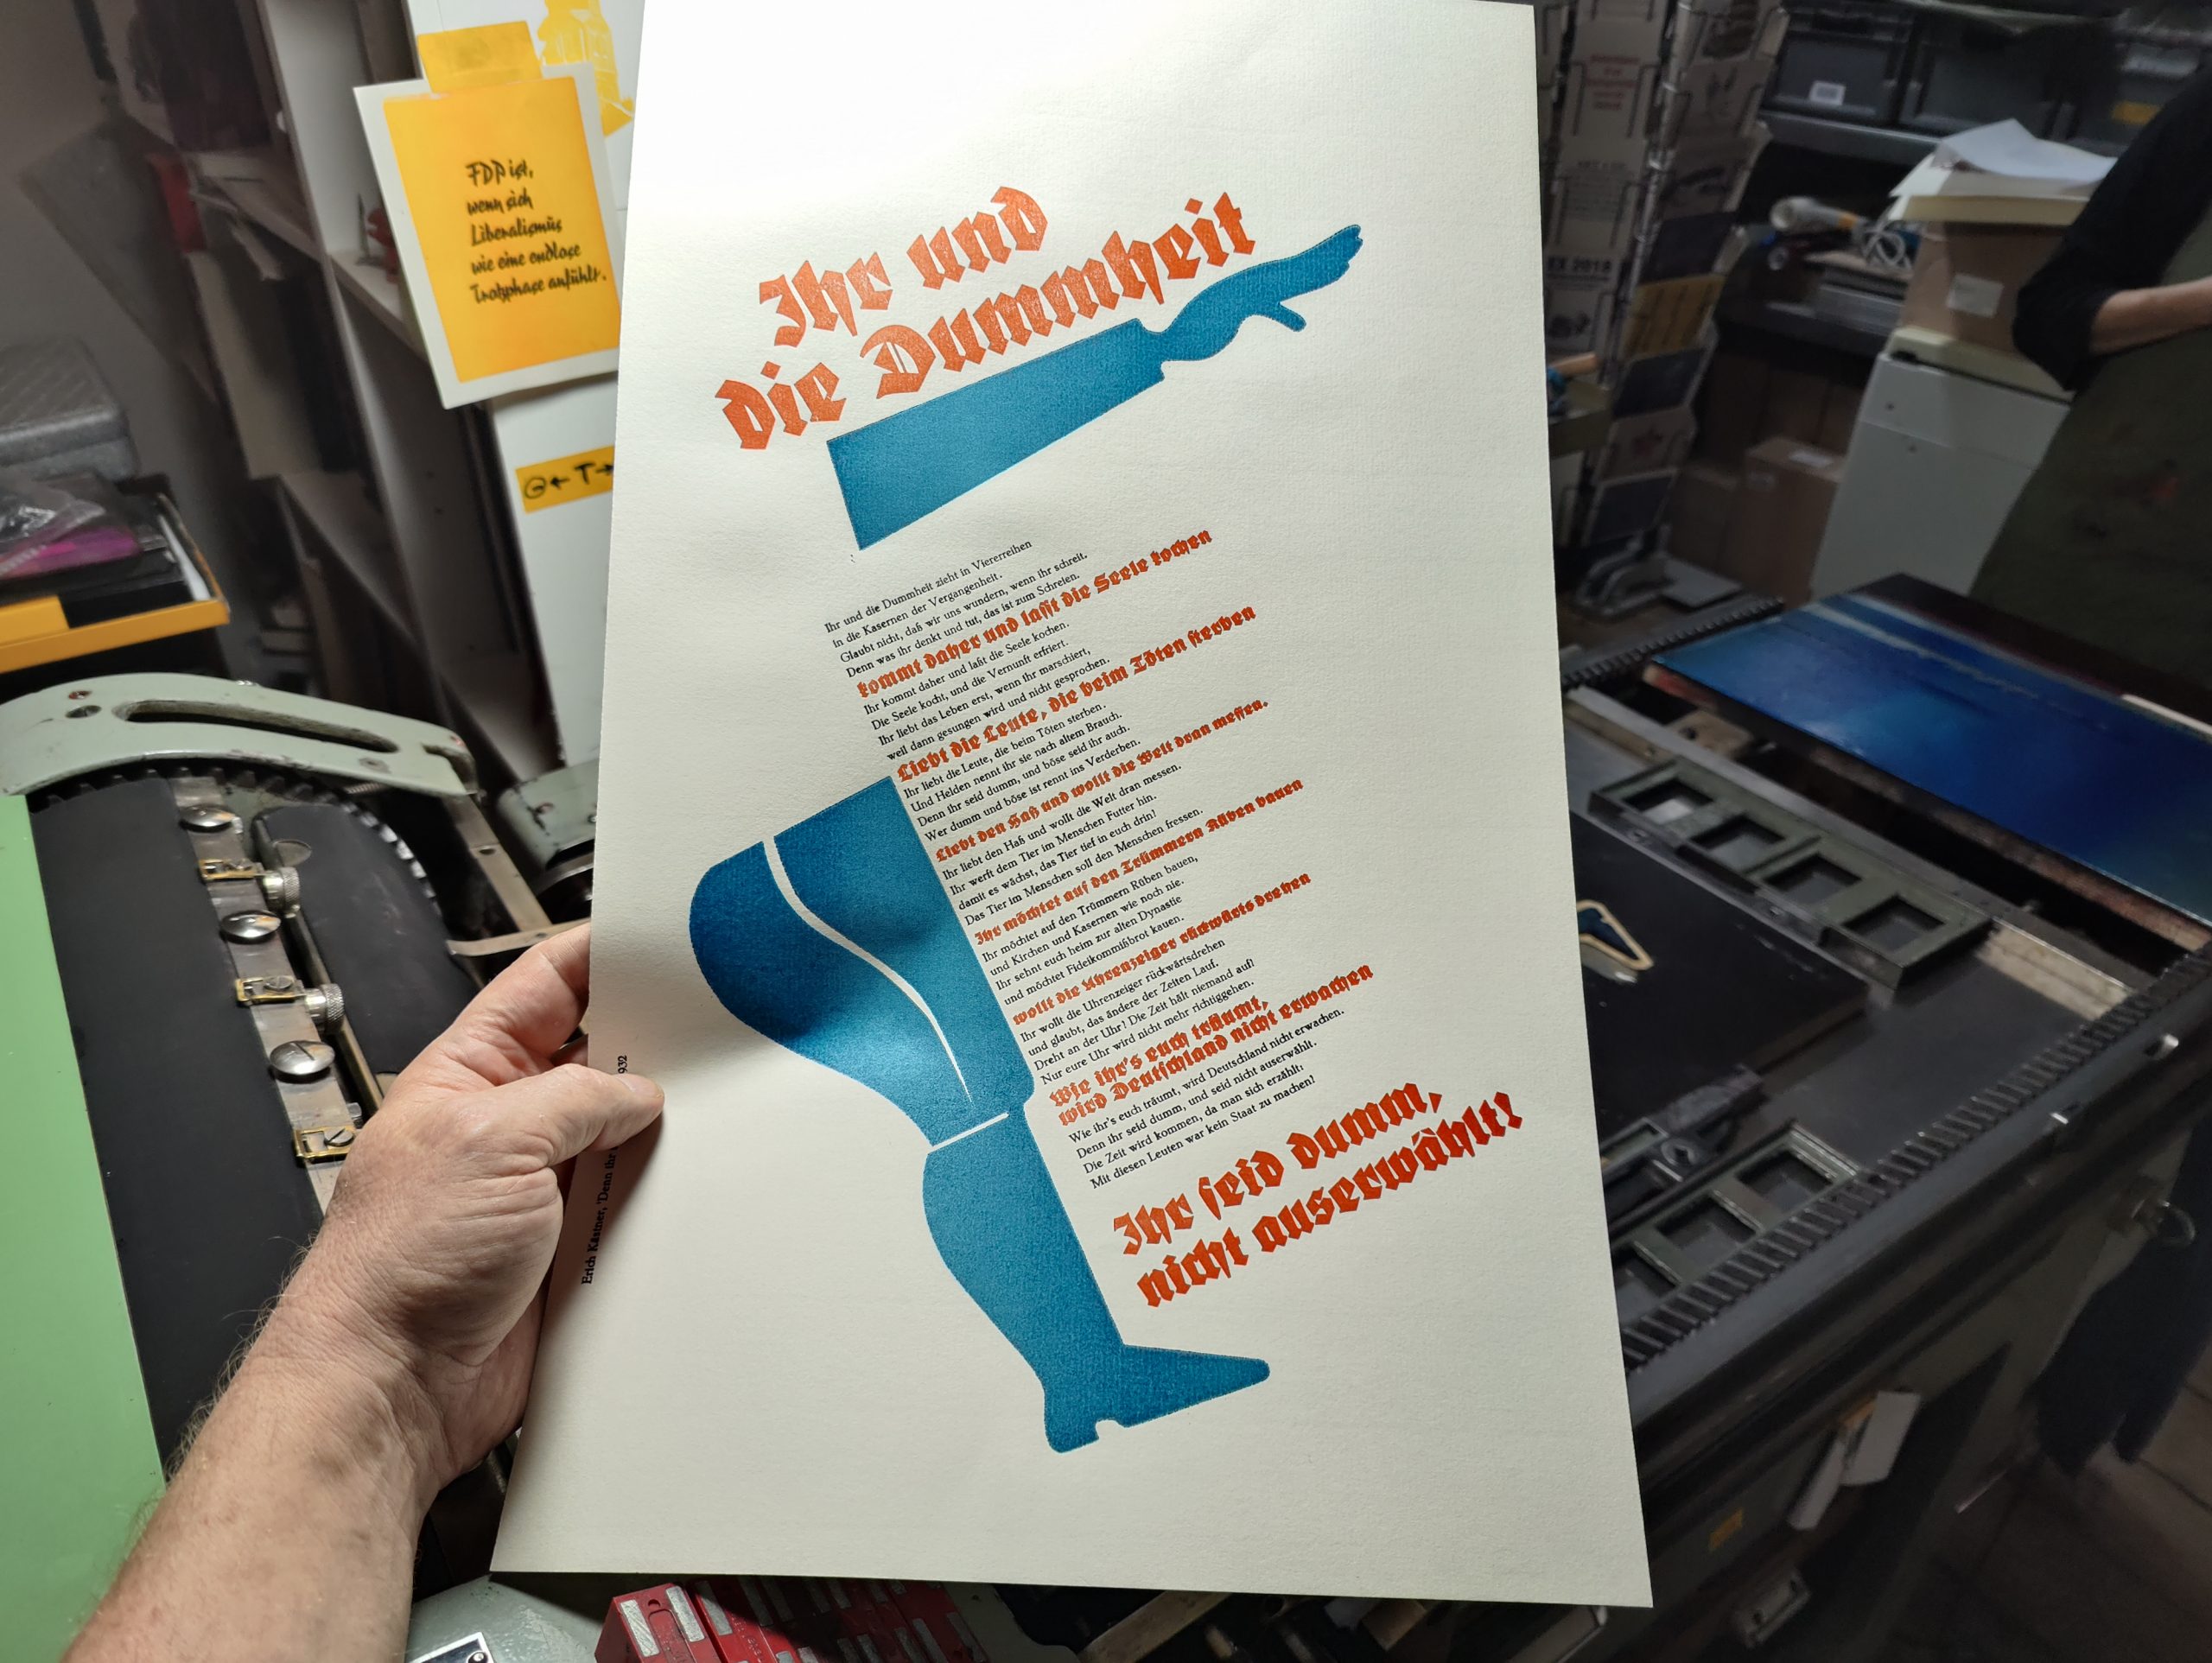 FDP ist,
wenn sich
Liberalismus
wie eine endlose
Trotzphase anfühlt.
G←T→
Ihr und
die Dummheit
Ihr und die Dummheit zieht in Viererreihen
in die Kasernen der Vergangenheit.
Glaubt nicht, daß wir uns wundern, wenn ihr schreit.
Denn was ihr denkt und tut, das ist zum Schreien.
kommt daher und laßt die Seele kochen
Ihr kommt daher und laßt die Seele kochen.
Die Seele kocht, und die Vernunft erfriert.
Ihr liebt das Leben erst, wenn ihr marschiert,
weil dann gesungen wird und nicht gesprochen.
Liebt die Leute, die beim Töten sterben
Ihr liebt die Leute, die beim Töten sterben.
Und Helden nennt ihr sie nach altem Brauch.
Denn ihr seid dumm, und böse seid ihr auch.
Wer dumm und böse ist rennt ins Verderben.
Liebt den Haß und wollt die Welt dran messen.
Ihr liebt den Haß und wollt die Welt dran messen.
Ihr werft dem Tier im Menschen Futter hin.
damit es wächst, das Tier tief in euch drin!
Das Tier im Menschen soll den Menschen fressen.
Ihr möchtet auf den Trümmern Rüben bauen
Ihr möchtet auf den Trümmern Rüben bauen,
und Kirchen und Kasernen wie noch nie.
Ihr sehnt euch heim zur alten Dynastie
und möchtet Fideikommißbrot kauen.
wollt die Uhrenzeiger rückwärts drehen
Ihr wollt die Uhrenzeiger rückwärtsdrehen
und glaubt, das ändere der Zeiten Lauf.
Dreht an der Uhr! Die Zeit hält niemand auf!
Nur eure Uhr wird nicht mehr richtiggehen.
Wie ihr's euch träumt,
wird Deutschland nicht erwachen
Wie ihr's euch träumt, wird Deutschland nicht erwachen.
Denn ihr seid dumm, und seid nicht auserwählt.
Die Zeit wird kommen, da man sich erzählt:
Mit diesen Leuten war kein Staat zu machen!
Ihr seid dumm,
nicht auserwählt!
Erich Kästner, 'Denn ihr 932
EX 2018